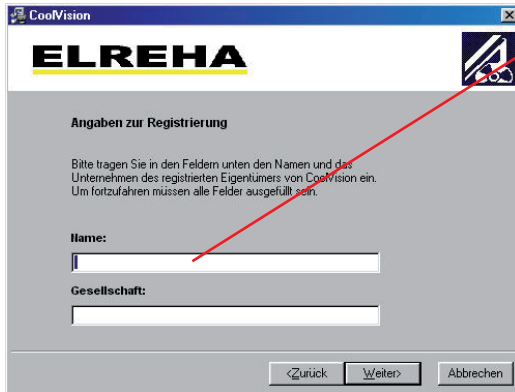 CoolVision
ELREHA
Angaben zur Registrierung
Bitte tragen Sie in den Feldern unten den Namen und das
Unternehmen des registrierten Eigentümers von CoolVision ein.
Um fortzufahren müssen alle Felder ausgefüllt sein.
Name:
Gesellschaft:
<Zurück Weiter> Abbrechen